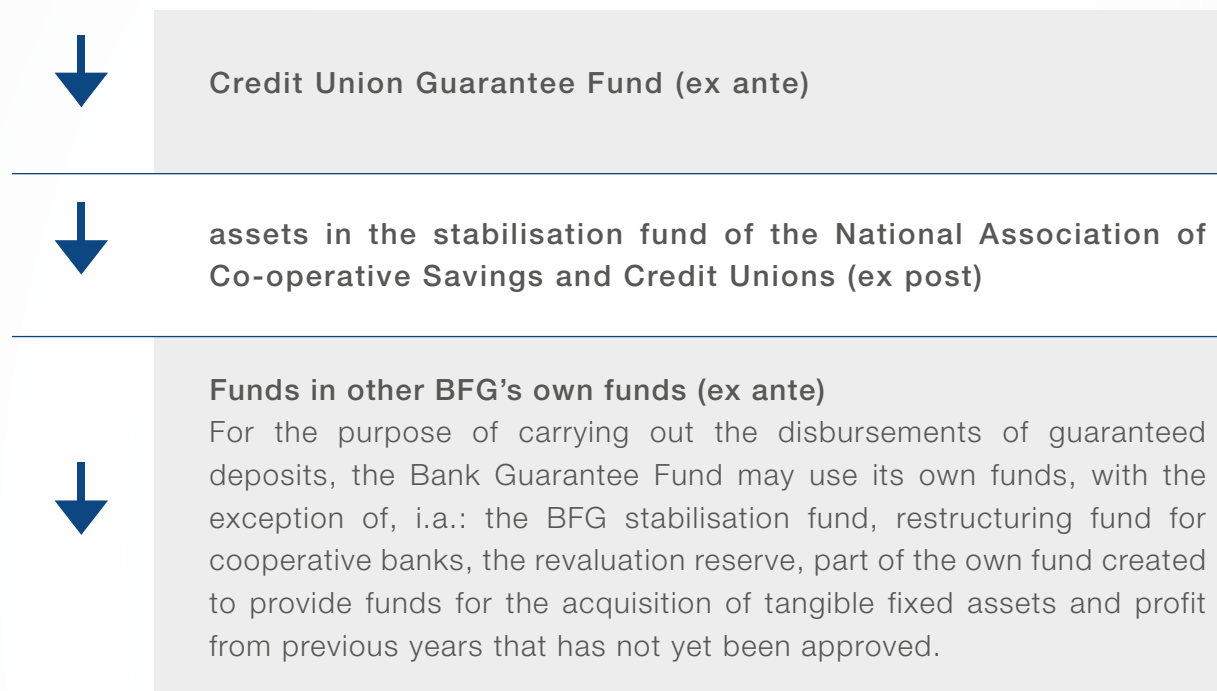 Credit Union Guarantee Fund (ex ante)
assets in the stabilisation fund of the National Association of
Co-operative Savings and Credit Unions (ex post)
Funds in other BFG’s own funds (ex ante)
For the purpose of carrying out the disbursements of guaranteed
deposits, the Bank Guarantee Fund may use its own funds, with the
exception of, i.a.: the BFG stabilisation fund, restructuring fund for
cooperative banks, the revaluation reserve, part of the own fund created
to provide funds for the acquisition of tangible fixed assets and profit
from previous years that has not yet been approved.